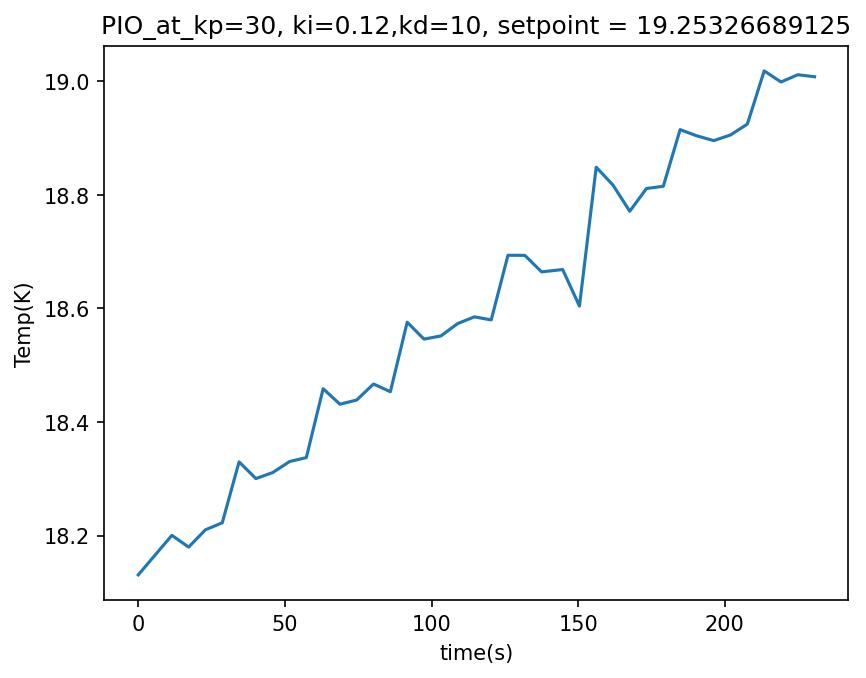 PIO_at_kp=30, ki=0.12,kd=10, setpoint = 19.25326689125
19.0
18.8
18.6
18.4
18.2
Temp(K)
0 50 100 150 200
time(s)